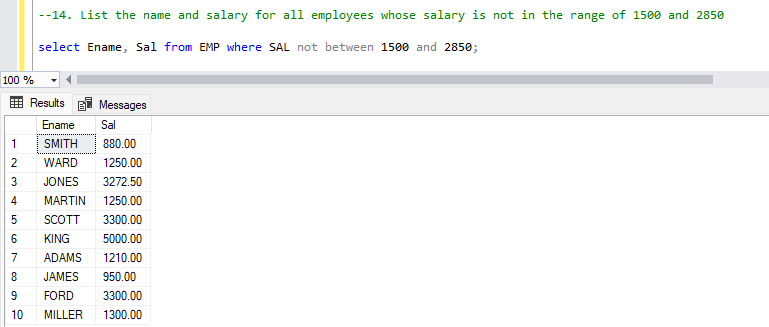 --14. List the name and salary for all employees whose salary is not in the range of 1500 and 2850
select Ename, Sal from EMP where SAL not between 1500 and 2850;
100 %
Results Messages
Ename Sal
1 SMITH 880.00
2 WARD 1250.00
3 JONES 3272.50
4 MARTIN 1250.00
5 SCOTT 3300.00
6 KING 5000.00
7 ADAMS 1210.00
8 JAMES 950.00
9 FORD 3300.00
10 MILLER 1300.00